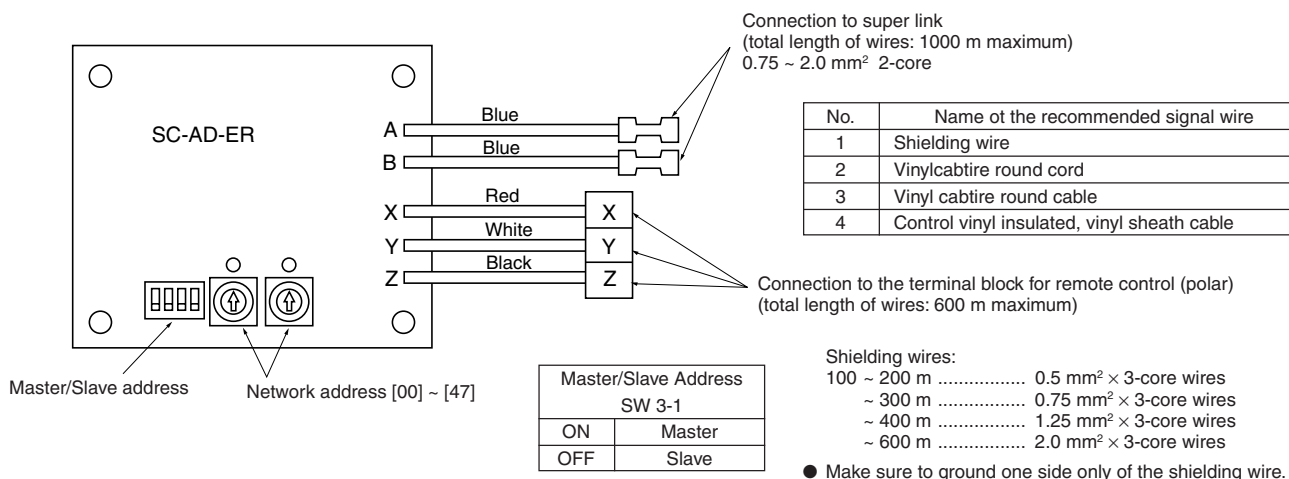 Connection to super link
(total length of wires: 1000 m maximum)
0.75 ~ 2.0 mm² 2-core
SC-AD-ER
A Blue
B Blue
X Red X
Y White Y
Z Black Z
No. Name ot the recommended signal wire
1 Shielding wire
2 Vinylcabtire round cord
3 Vinyl cabtire round cable
4 Control vinyl insulated, vinyl sheath cable
Connection to the terminal block for remote control (polar)
(total length of wires: 600 m maximum)
Master/Slave address
Network address [00] ~ [47]
Master/Slave Address
SW 3-1
ON Master
OFF Slave
Shielding wires:
100 ~ 200 m ................. 0.5 mm² × 3-core wires
~ 300 m ................. 0.75 mm² × 3-core wires
~ 400 m ................. 1.25 mm² × 3-core wires
~ 600 m ................. 2.0 mm² × 3-core wires
● Make sure to ground one side only of the shielding wire.